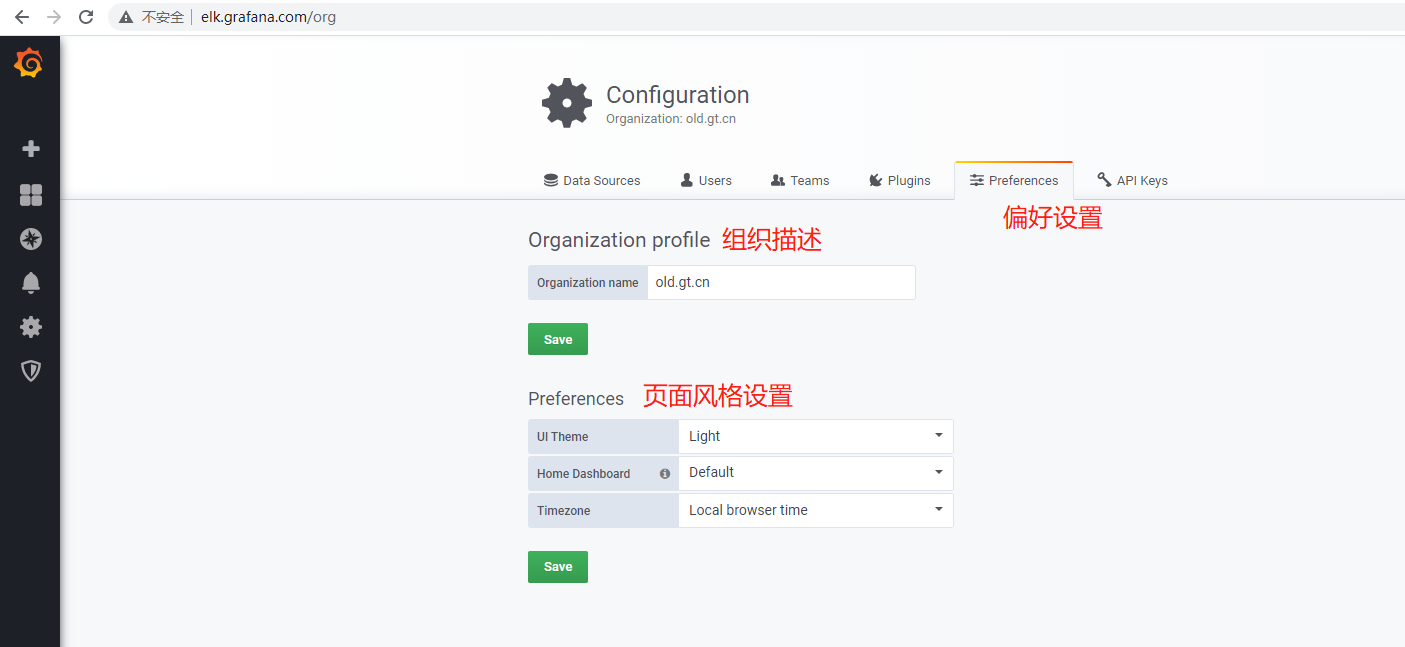 不安全 elk.grafana.com/org
Configuration
Organization: old.gt.cn
Data Sources Users Teams Plugins Preferences API Keys
偏好设置
Organization profile 组织描述
Organization name old.gt.cn
Save
Preferences 页面风格设置
UI Theme Light
Home Dashboard Default
Timezone Local browser time
Save